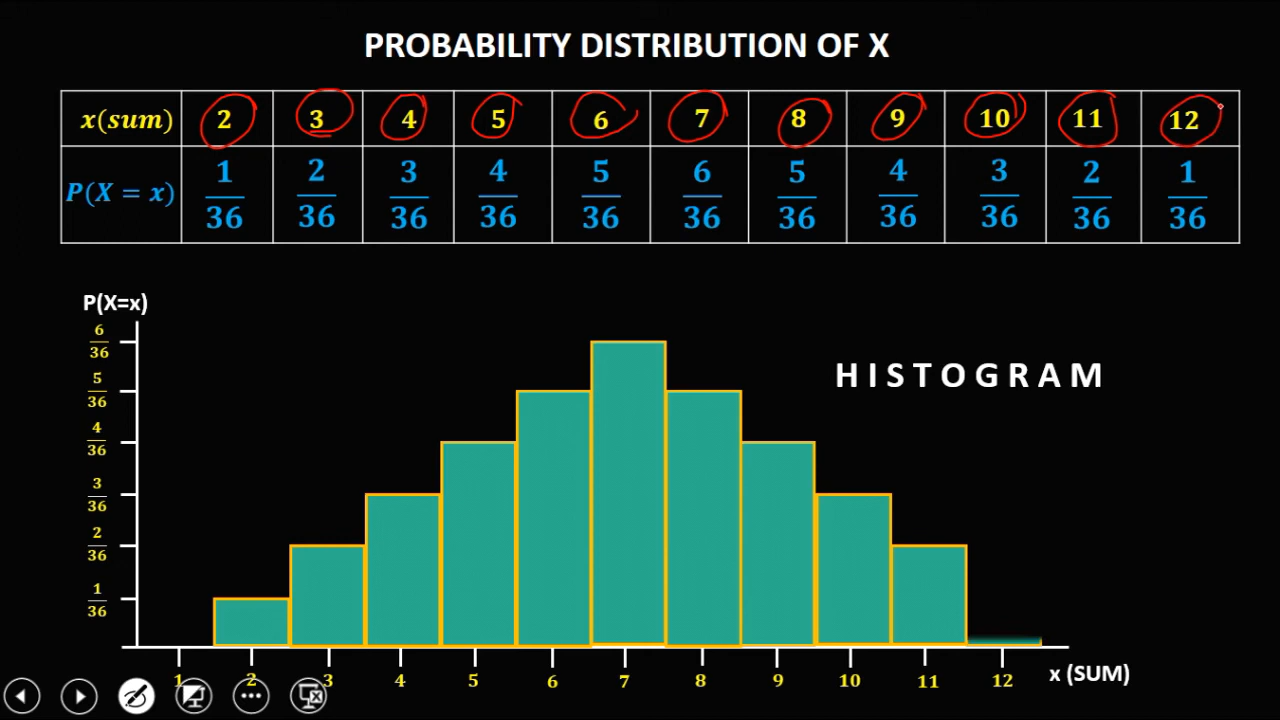 PROBABILITY DISTRIBUTION OF X
x(sum) 2 3 4 5 6 7 8 9 10 11 12
P(X = x) 1/36 2/36 3/36 4/36 5/36 6/36 5/36 4/36 3/36 2/36 1/36
P(X=x)
6/36
HISTOGRAM
5/36
4/36
3/36
2/36
1/36
1 2 3 4 5 6 7 8 9 10 11 12 x (SUM)